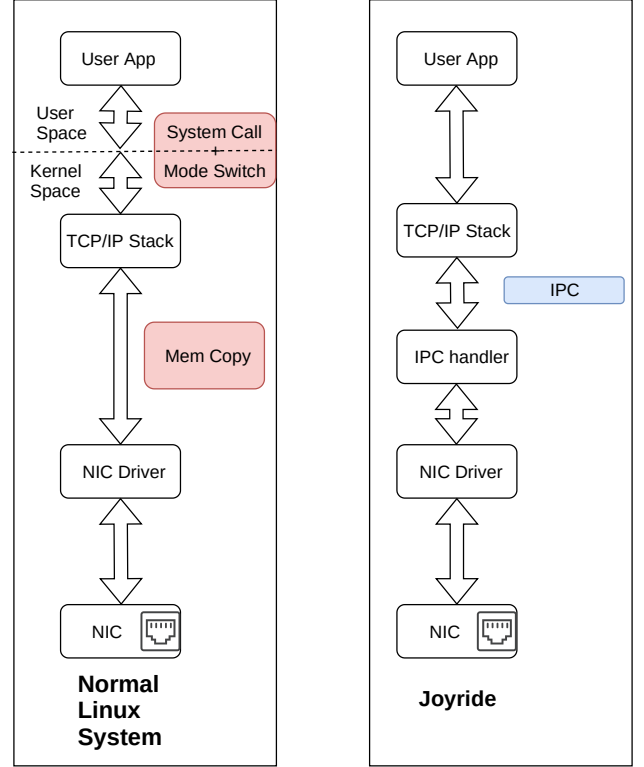 User App
User
Space
System Call
+
Mode Switch
Kernel
Space
TCP/IP Stack
Mem Copy
NIC Driver
NIC
Normal
Linux
System
User App
TCP/IP Stack
IPC
IPC handler
NIC Driver
NIC
Joyride